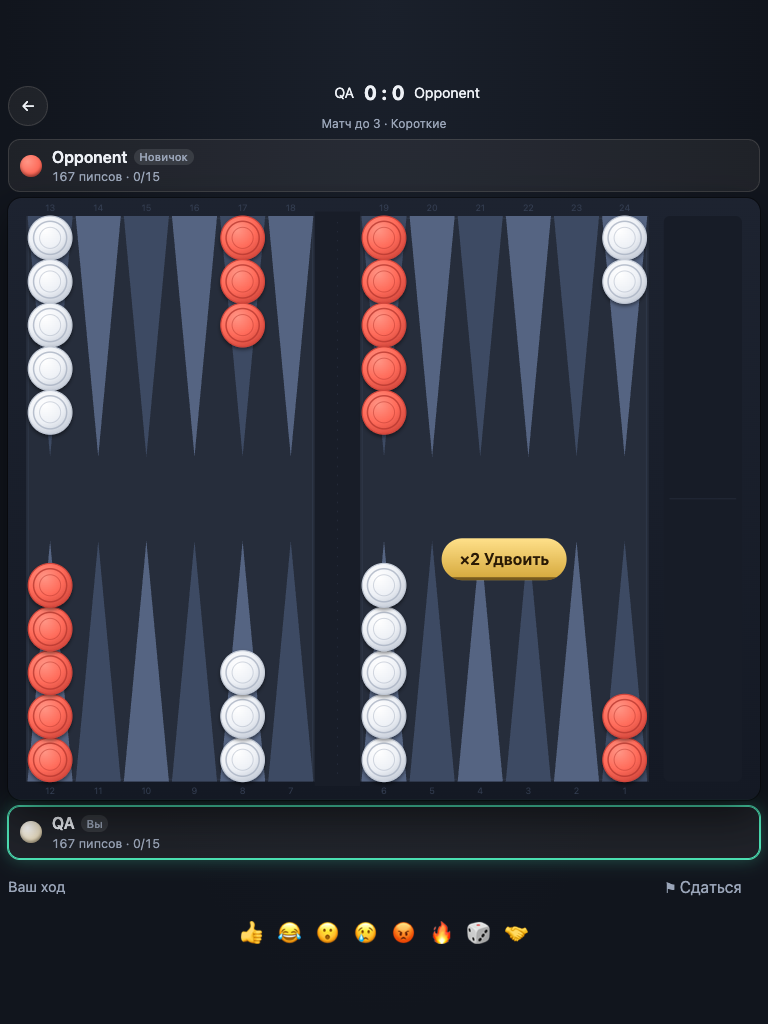 QA 0 : 0 Opponent
Матч до 3 · Короткие
Opponent Новичок
167 пипсов · 0/15
13 14 15 16 17 18 19 20 21 22 23 24
×2 Удвоить
12 11 10 9 8 7 6 5 4 3 2 1
QA Вы
167 пипсов · 0/15
Ваш ход
Сдаться